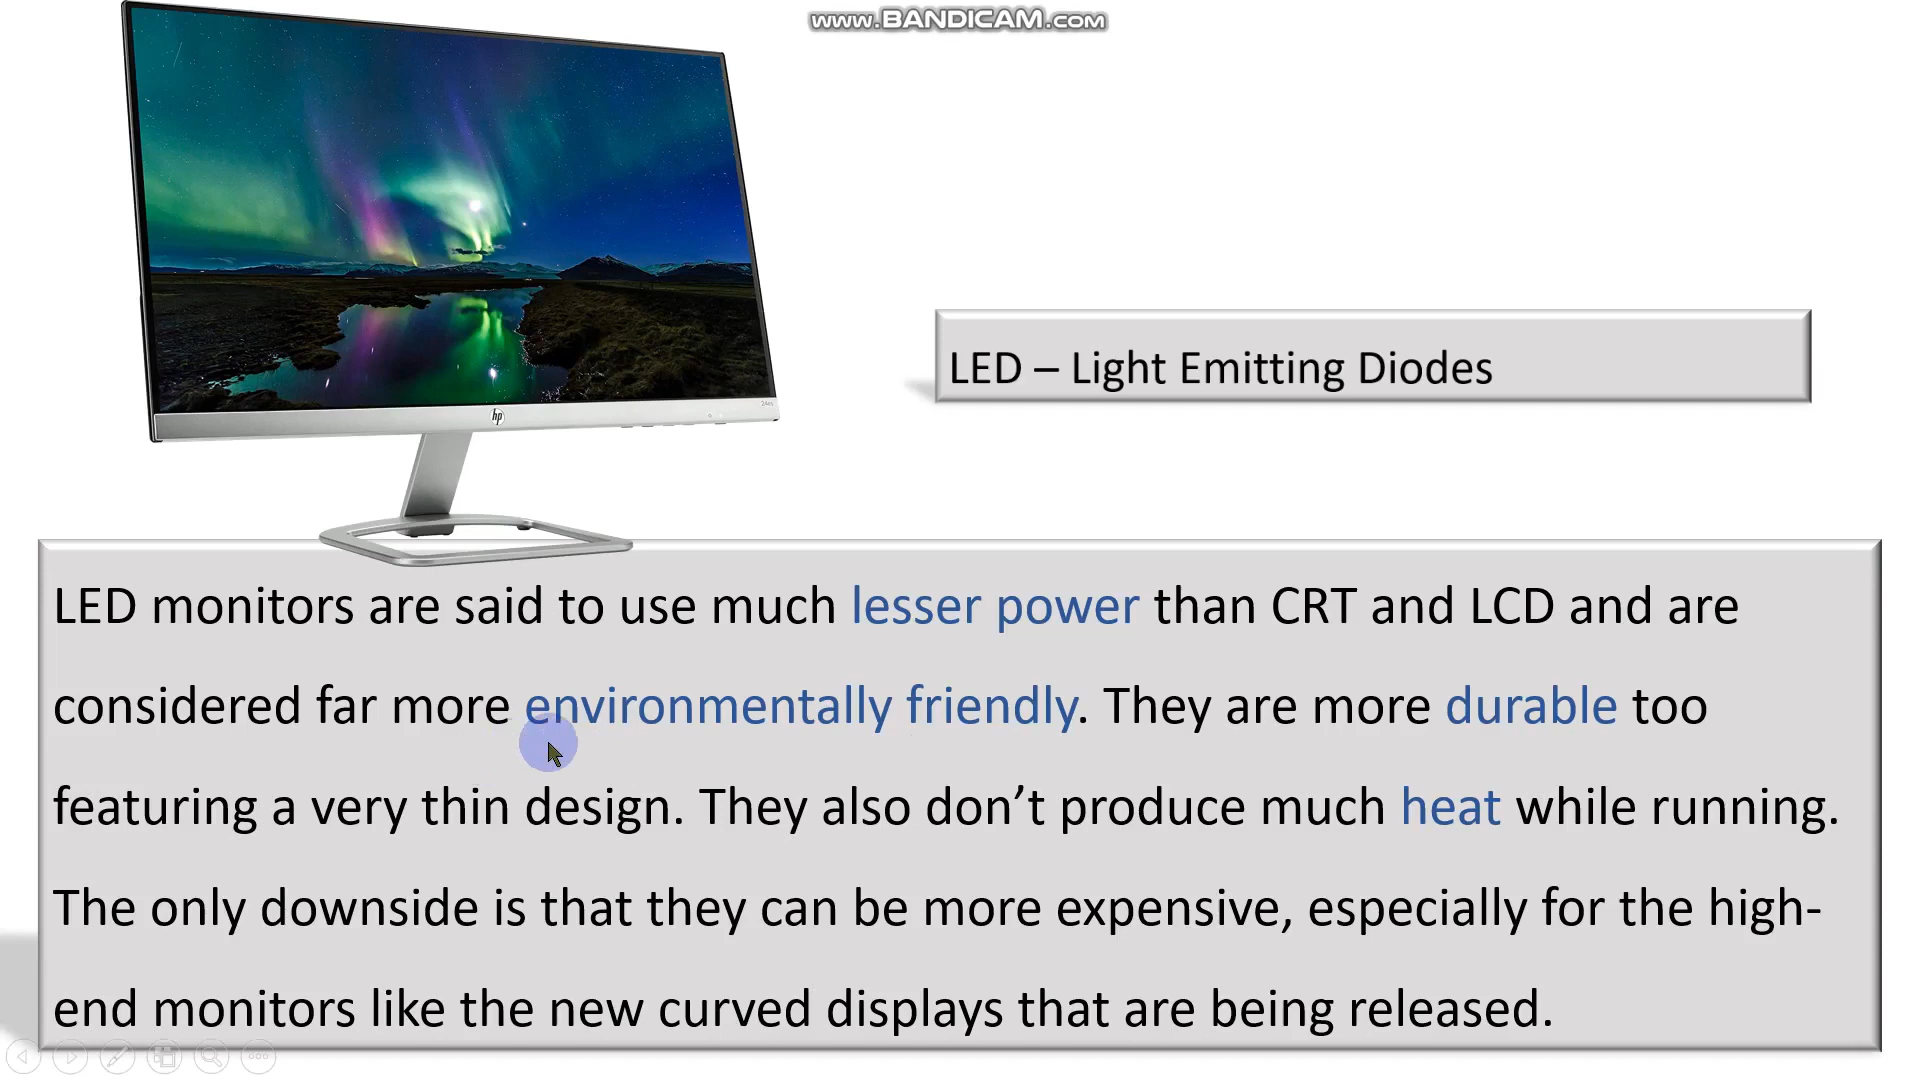 www.BANDICAM.com
hp
LED – Light Emitting Diodes
LED monitors are said to use much lesser power than CRT and LCD and are
considered far more environmentally friendly. They are more durable too
featuring a very thin design. They also don’t produce much heat while running.
The only downside is that they can be more expensive, especially for the high-
end monitors like the new curved displays that are being released.